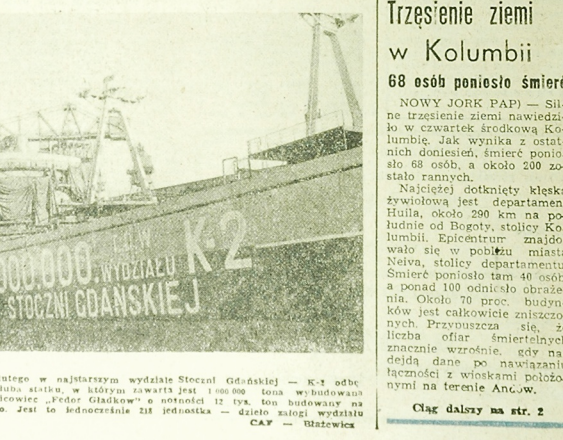 000.000.
WYDZIAŁU K-2
STOCZNI GDAŃSKIEJ
utego w najstarszym wydziale Stoczni Gdańskiej — K-2 odbę
łuba statku, w którym zawarta jest 1 000 000 tona wybudowana
icowiec „Fedor Gładkow" o nośności 12 tys. ton budowany na
o. Jest to jednocześnie 218 jednostka — dzieło załogi wydziału
CAF — Błażewicz
Trzęsienie ziemi
w Kolumbii
68 osób poniosło śmierć
NOWY JORK PAP) — Sil-
ne trzęsienie ziemi nawiedzi-
ło w czwartek środkową Ko-
lumbię. Jak wynika z ostat-
nich doniesień, śmierć ponio-
sło 68 osób, a około 200 zo-
stało rannych.
Najciężej dotknięty klęską
żywiołową jest departament
Huila, około 290 km na po-
łudnie od Bogoty, stolicy Ko-
lumbii. Epicentrum znajdo-
wało się w pobliżu miasta
Neiva, stolicy departamentu
Śmierć poniosło tam 40 osób
a ponad 100 odniosło obraże-
nia. Około 70 proc. budyn-
ków jest całkowicie zniszczo-
nych. Przypuszcza się, ż
liczba ofiar śmiertelnych
znacznie wzrośnie, gdy na-
dejdą dane po nawiązaniu
łączności z wioskami położo-
nymi na terenie Andów.
Ciąg dalszy na str. 2